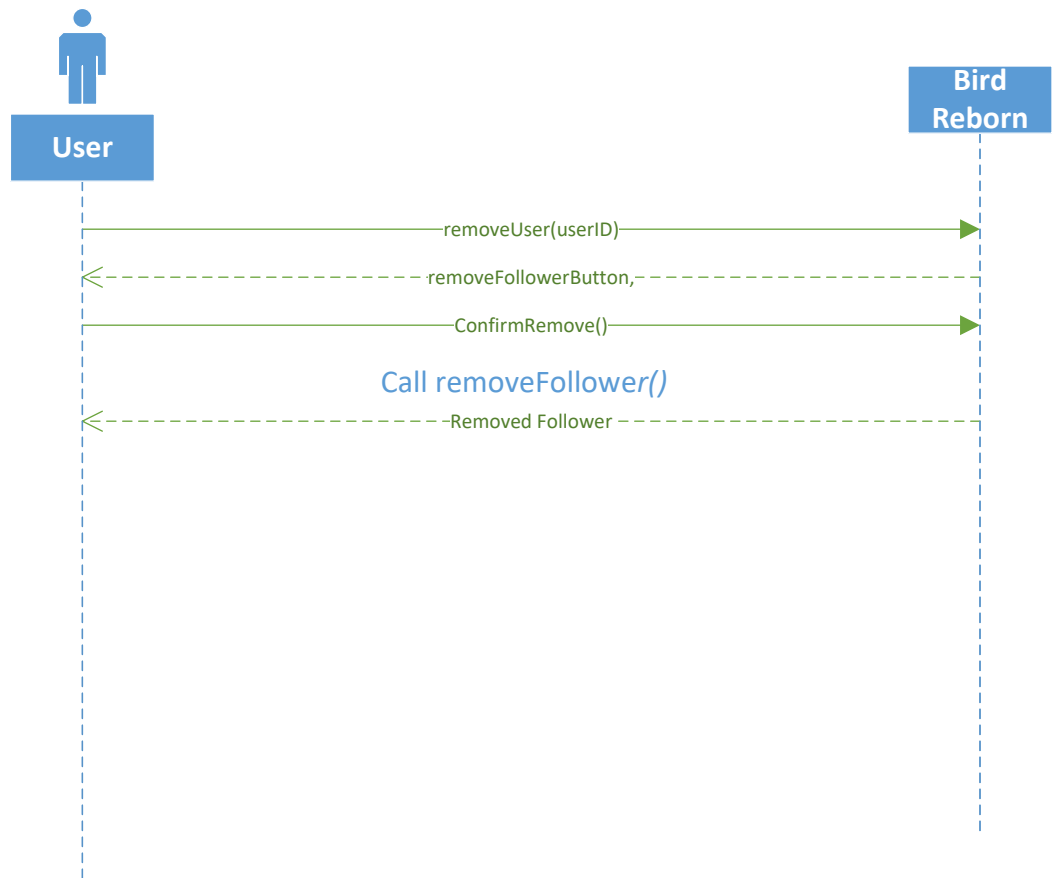 User
Bird
Reborn
removeUser(userID)
removeFollowerButton,
ConfirmRemove()
Call removeFollower()
Removed Follower